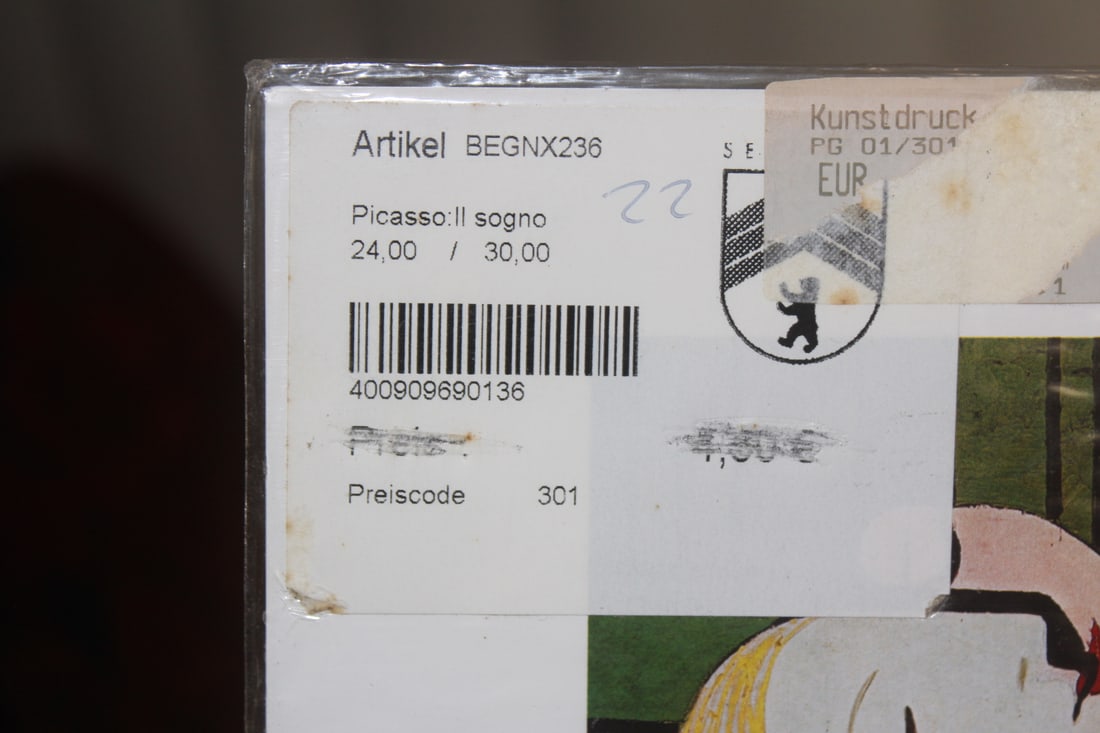 Artikel BEGNX236
22
Picasso:Il sogno
24,00 / 30,00
400909690136
Preiscode 301
S E
Kunstdruck
PG 01/301
EUR